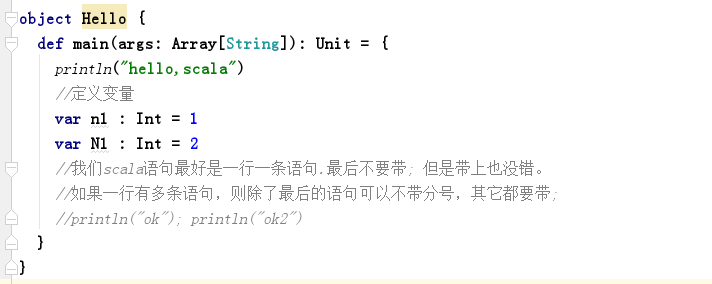 object Hello {
def main(args: Array[String]): Unit = {
println("hello,scala")
//定义变量
var n1 : Int = 1
var N1 : Int = 2
//我们scala语句最好是一行一条语句.最后不要带; 但是带上也没错。
//如果一行有多条语句，则除了最后的语句可以不带分号，其它都要带;
//println("ok"); println("ok2")
}
}